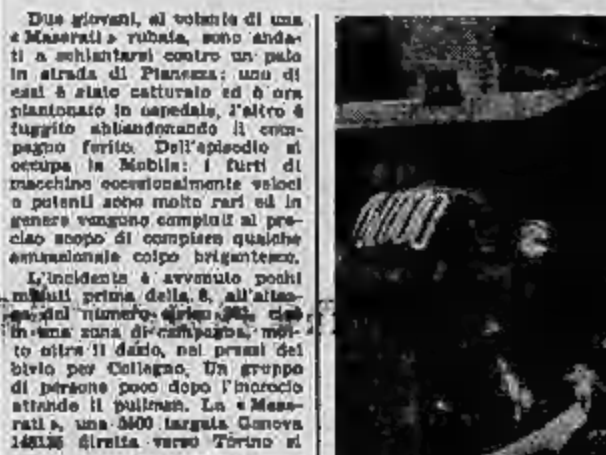 Due giovani, al volante di una
« Maserati » rubata, sono anda-
ti a schiantarsi contro un palo
in strada di Pianezza: uno di
essi è stato catturato ed è ora
piantonato in ospedale, l'altro è
fuggito abbandonando il com-
pagno ferito. Dell'episodio si
occupa la Mobile: i furti di
macchine eccezionalmente veloci
o potenti sono molto rari ed in
genere vengono compiuti al pre-
ciso scopo di compiere qualche
sensazionale colpo brigantesco.
L'incidente è avvenuto pochi
minuti prima della 6, all'altez-
za del numero civico
in una zona di campagna, mol-
to oltre il dazio, nei pressi del
bivio per Collegno. Un gruppo
di persone poco dopo l'incrocio
attende il pullman. La « Mase-
rati », una 3500 targata Genova
diretta verso Torino si